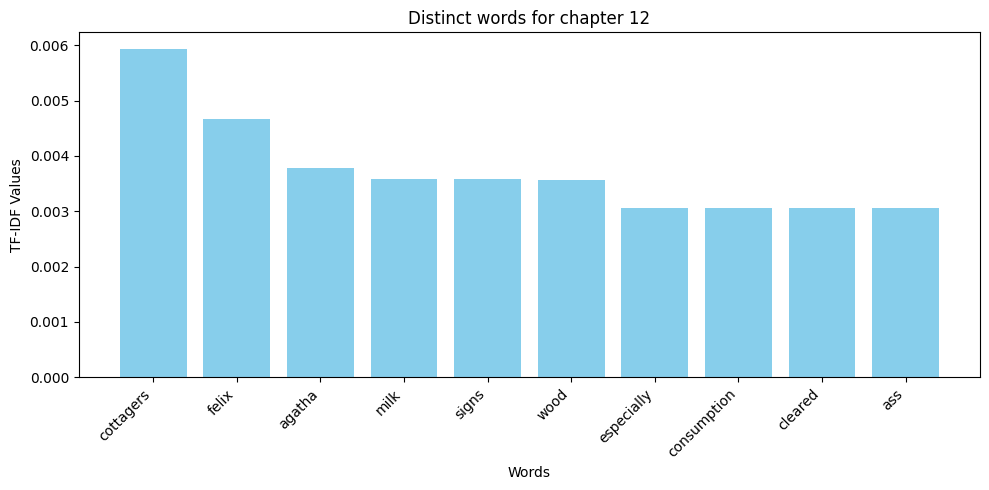 Distinct words for chapter 12
TF-IDF Values
0.006
0.005
0.004
0.003
0.002
0.001
0.000
cottagers
felix
agatha
milk
signs
wood
especially
consumption
cleared
ass
Words